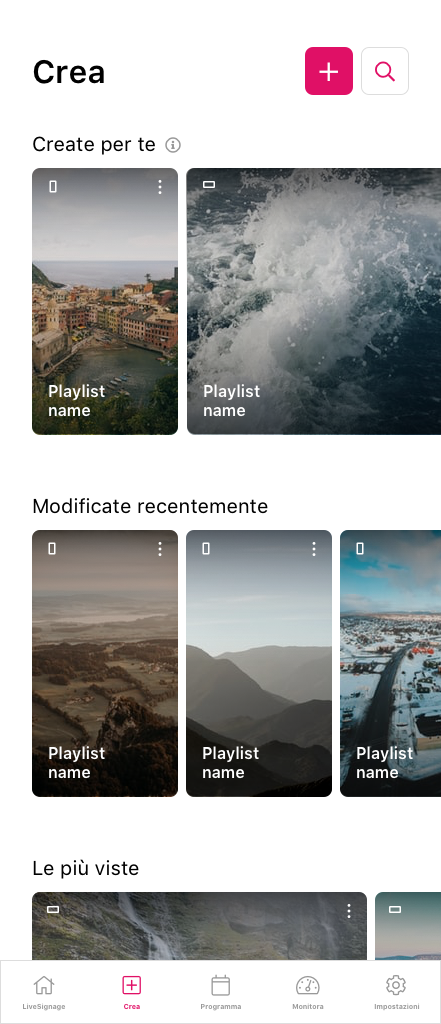 Crea
Create per te
Playlist
name
Playlist
name
Modificate recentemente
Playlist
name
Playlist
name
Playlist
name
Le più viste
LiveSignage
Crea
Programma
Monitora
Impostazioni